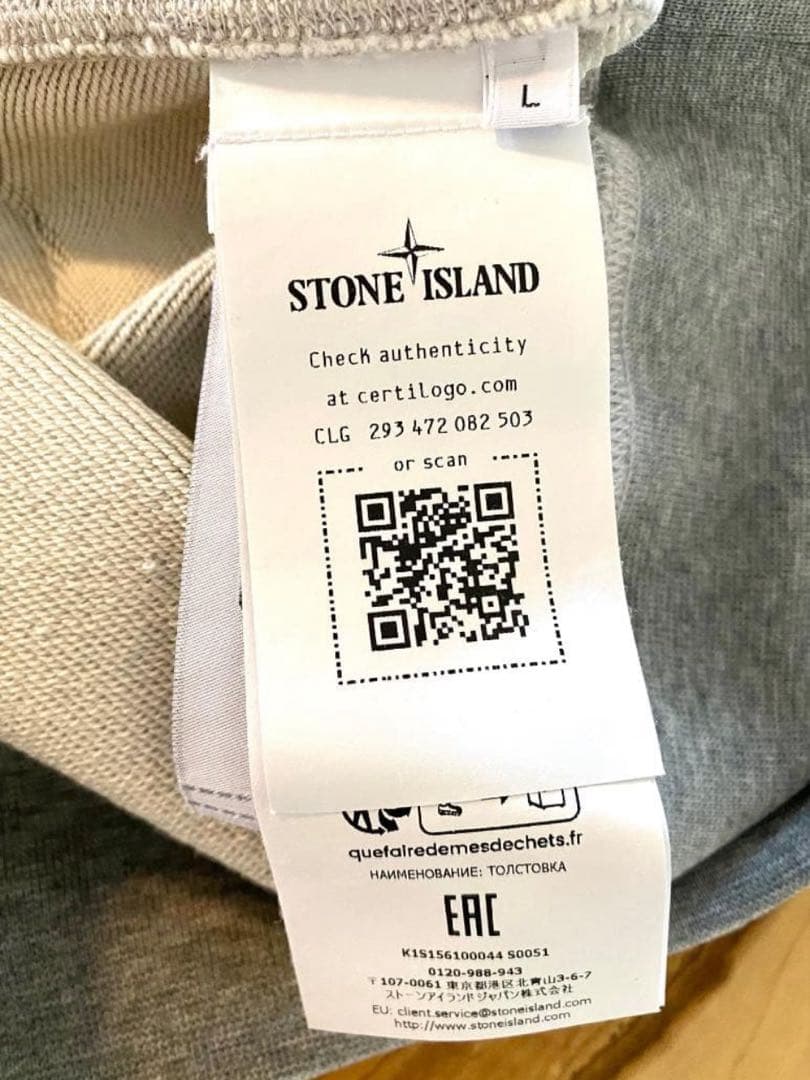 L
STONE ISLAND
Check authenticity
at certilogo.com
CLG 293 472 082 503
or scan
quefairedemesdechets.fr
НАИМЕНОВАНИЕ: ТОЛСТОВКА
EAC
K1S156100044 S0051
0120-988-943
〒107-0061 東京都港区北青山3-6-7
ストーンアイランドジャパン株式会社
EU: client.service@stoneisland.com
http://www.stoneisland.com